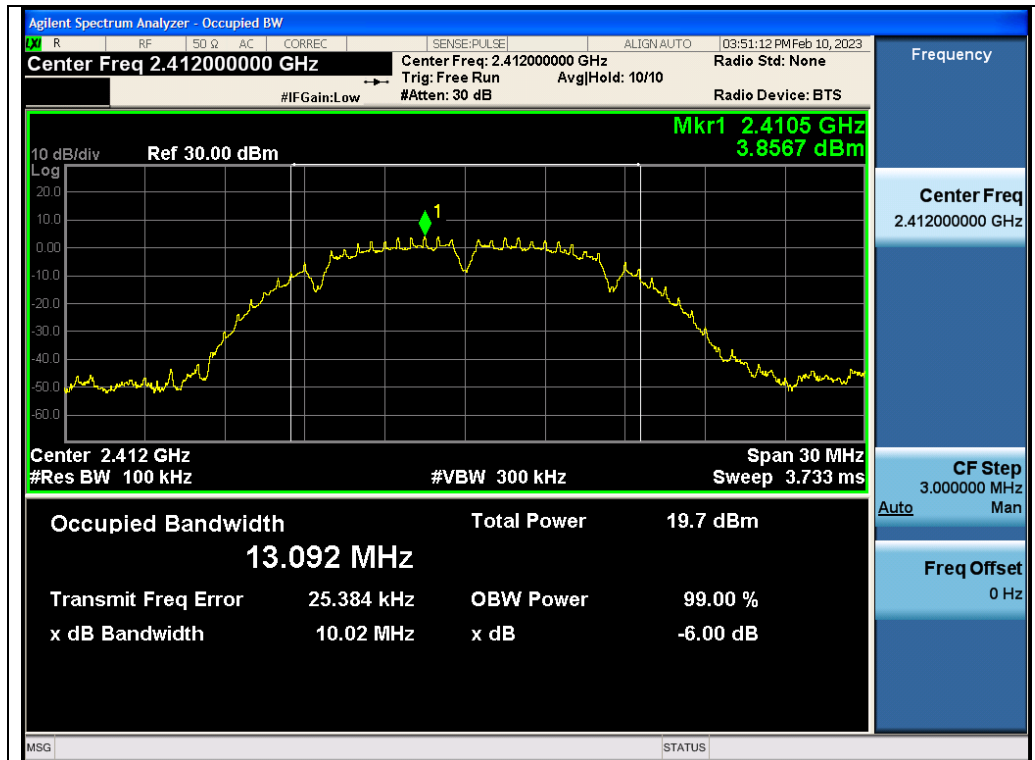 Agilent Spectrum Analyzer - Occupied BW
LXI R RF 50 Ω AC CORREC SENSE:PULSE ALIGN AUTO 03:51:12 PM Feb 10, 2023
Center Freq 2.412000000 GHz
Center Freq: 2.412000000 GHz Radio Std: None
Trig: Free Run Avg|Hold: 10/10
#IFGain:Low #Atten: 30 dB Radio Device: BTS
Mkr1 2.4105 GHz
3.8567 dBm
10 dB/div Ref 30.00 dBm
Log
20.0
10.0
0.00
-10.0
-20.0
-30.0
-40.0
-50.0
-60.0
1
Center 2.412 GHz Span 30 MHz
#Res BW 100 kHz #VBW 300 kHz Sweep 3.733 ms
Occupied Bandwidth Total Power 19.7 dBm
13.092 MHz
Transmit Freq Error 25.384 kHz OBW Power 99.00 %
x dB Bandwidth 10.02 MHz x dB -6.00 dB
Frequency
Center Freq
2.412000000 GHz
CF Step
3.000000 MHz
Auto Man
Freq Offset
0 Hz
MSG STATUS